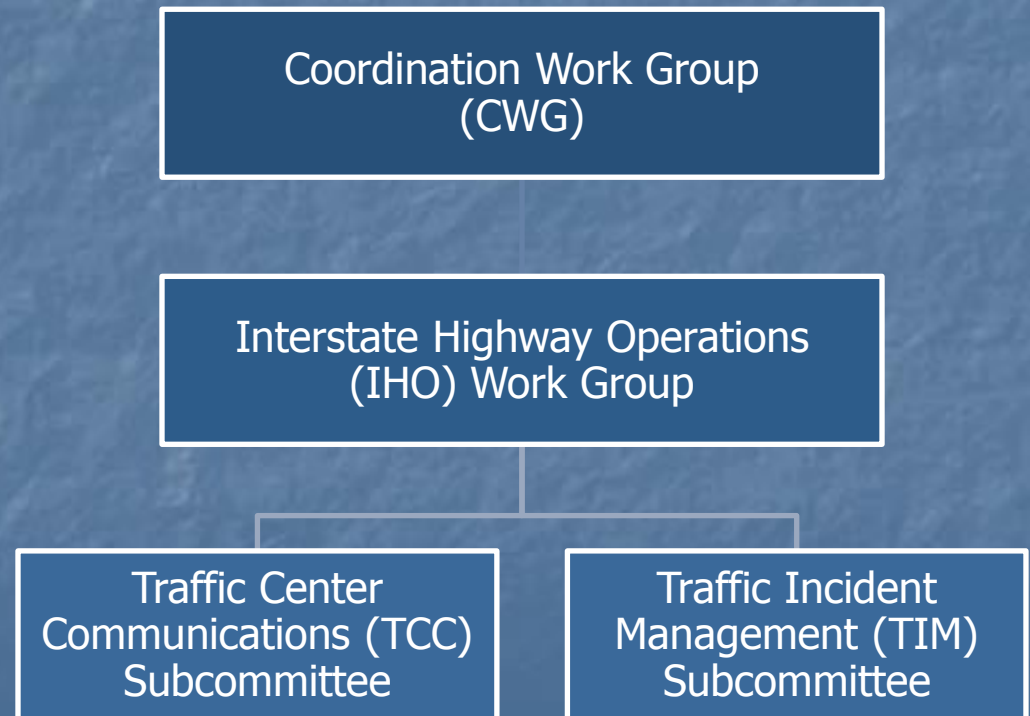 Coordination Work Group
(CWG)
Interstate Highway Operations
(IHO) Work Group
Traffic Center
Communications (TCC)
Subcommittee
Traffic Incident
Management (TIM)
Subcommittee